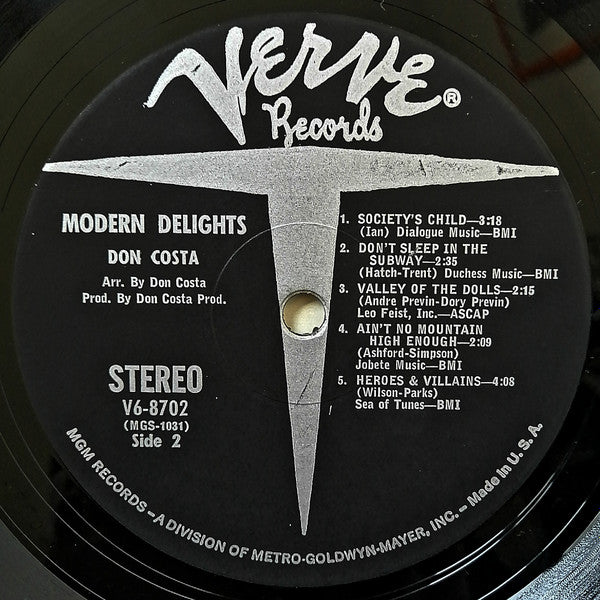 Verve®
Records
MODERN DELIGHTS
DON COSTA
Arr. By Don Costa
Prod. By Don Costa Prod.
STEREO
V6-8702
(MGS-1031)
Side 2
1. SOCIETY'S CHILD—3:18
(Ian) Dialogue Music—BMI
2. DON'T SLEEP IN THE
SUBWAY—2:35
(Hatch-Trent) Duchess Music—BMI
3. VALLEY OF THE DOLLS—2:15
(Andre Previn-Dory Previn)
Leo Feist, Inc.—ASCAP
4. AIN'T NO MOUNTAIN
HIGH ENOUGH—2:09
(Ashford-Simpson)
Jobete Music—BMI
5. HEROES & VILLAINS—4:08
(Wilson-Parks)
Sea of Tunes—BMI
MGM RECORDS – A DIVISION OF METRO-GOLDWYN-MAYER, INC. – Made in U. S. A.